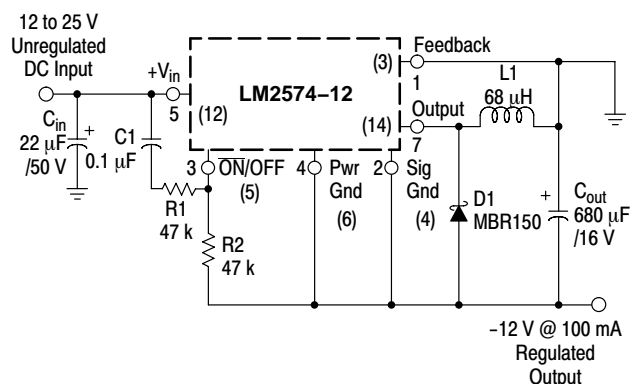 12 to 25 V
Unregulated
DC Input
+Vin
5
(12)
LM2574–12
(3)
Feedback
1
(14)
Output
7
L1
68 μH
Cin
22 μF
/50 V
+
C1
0.1 μF
3
ON/OFF
(5)
4
Pwr
Gnd
(6)
2
Sig
Gnd
(4)
R1
47 k
R2
47 k
D1
MBR150
+
Cout
680 μF
/16 V
–12 V @ 100 mA
Regulated
Output